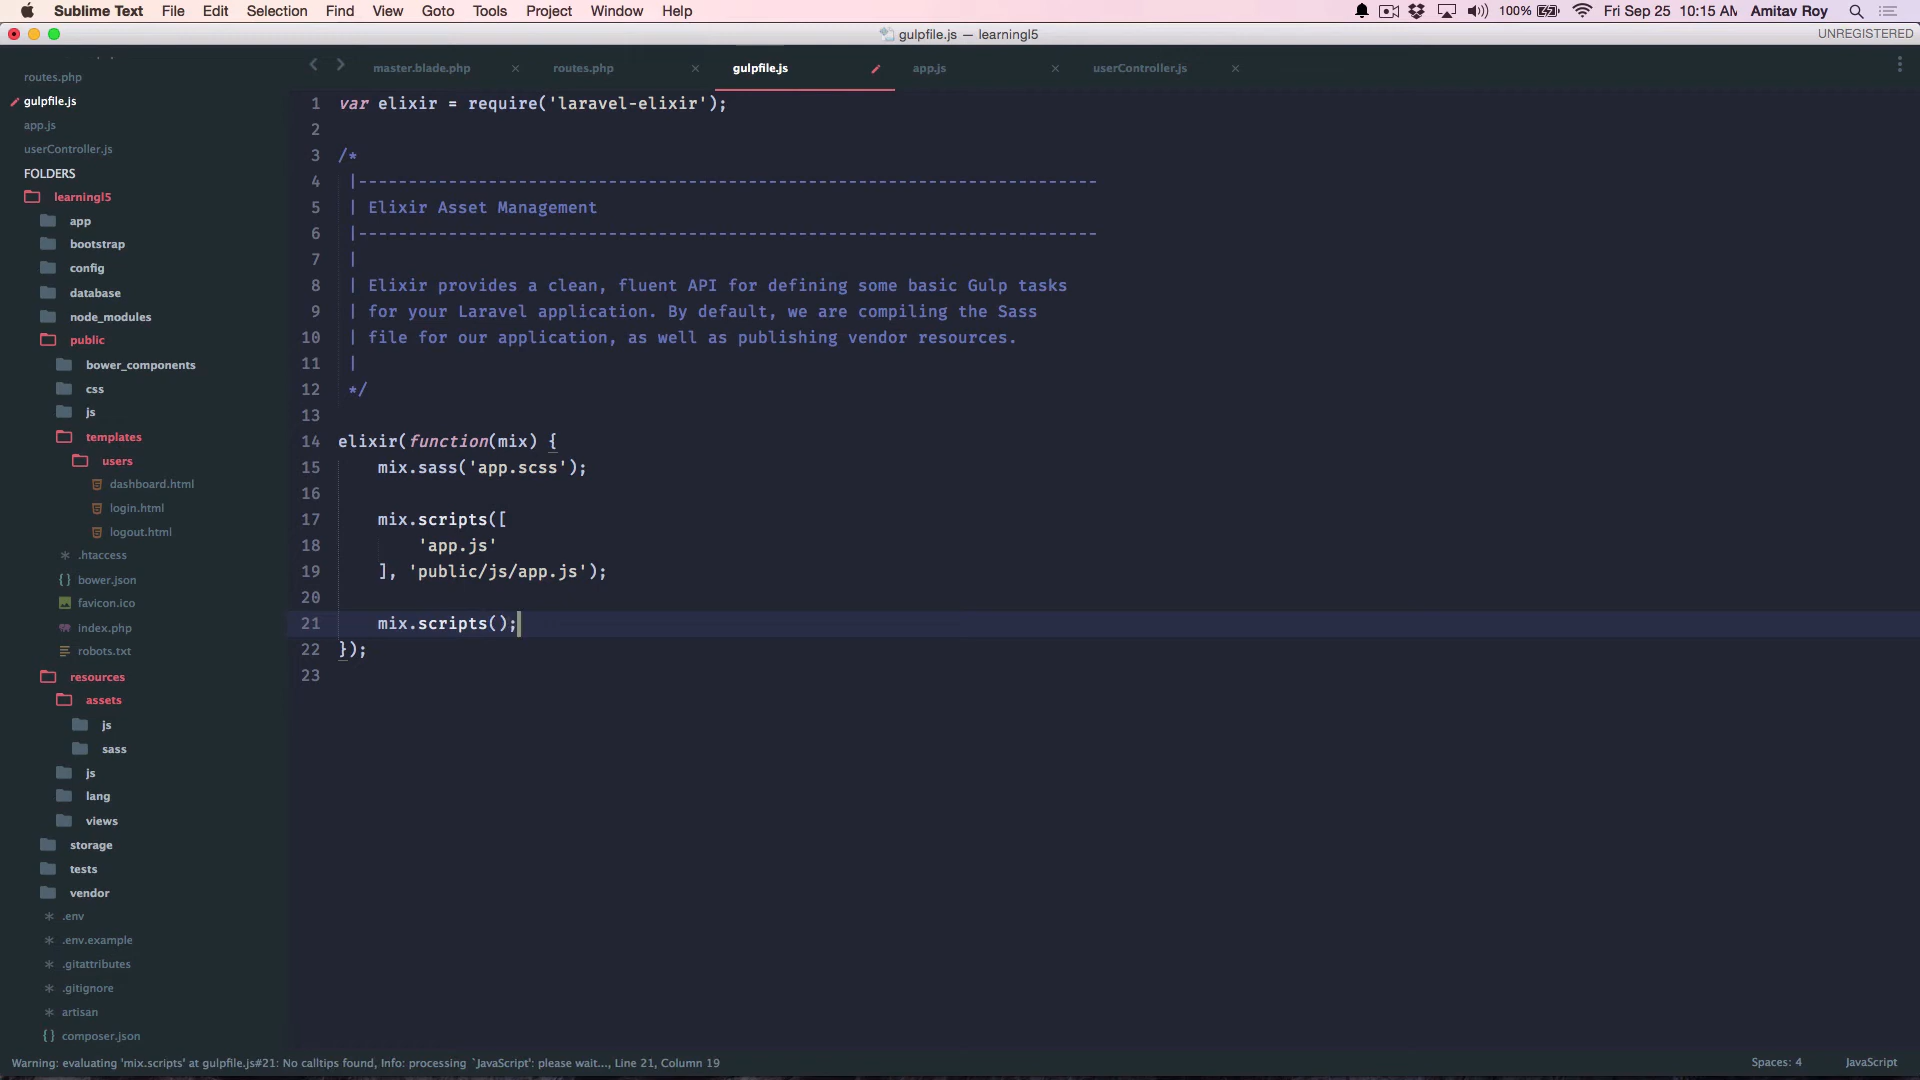 Sublime Text File Edit Selection Find View Goto Tools Project Window Help 100% Fri Sep 25 10:15 AM Amitav Roy
gulpfile.js — learningl5 UNREGISTERED
routes.php
gulpfile.js
app.js
userController.js
FOLDERS
learningl5
app
bootstrap
config
database
node_modules
public
bower_components
css
js
templates
users
dashboard.html
login.html
logout.html
.htaccess
bower.json
favicon.ico
index.php
robots.txt
resources
assets
js
sass
js
lang
views
storage
tests
vendor
.env
.env.example
.gitattributes
.gitignore
artisan
composer.json
master.blade.php routes.php gulpfile.js app.js userController.js
1 var elixir = require('laravel-elixir');
2
3 /*
4 |--------------------------------------------------------------------------
5 | Elixir Asset Management
6 |--------------------------------------------------------------------------
7 |
8 | Elixir provides a clean, fluent API for defining some basic Gulp tasks
9 | for your Laravel application. By default, we are compiling the Sass
10 | file for our application, as well as publishing vendor resources.
11 |
12 */
13
14 elixir(function(mix) {
15 mix.sass('app.scss');
16
17 mix.scripts([
18 'app.js'
19 ], 'public/js/app.js');
20
21 mix.scripts();
22 });
23
Warning: evaluating 'mix.scripts' at gulpfile.js#21: No calltips found, Info: processing `JavaScript': please wait..., Line 21, Column 19 Spaces: 4 JavaScript